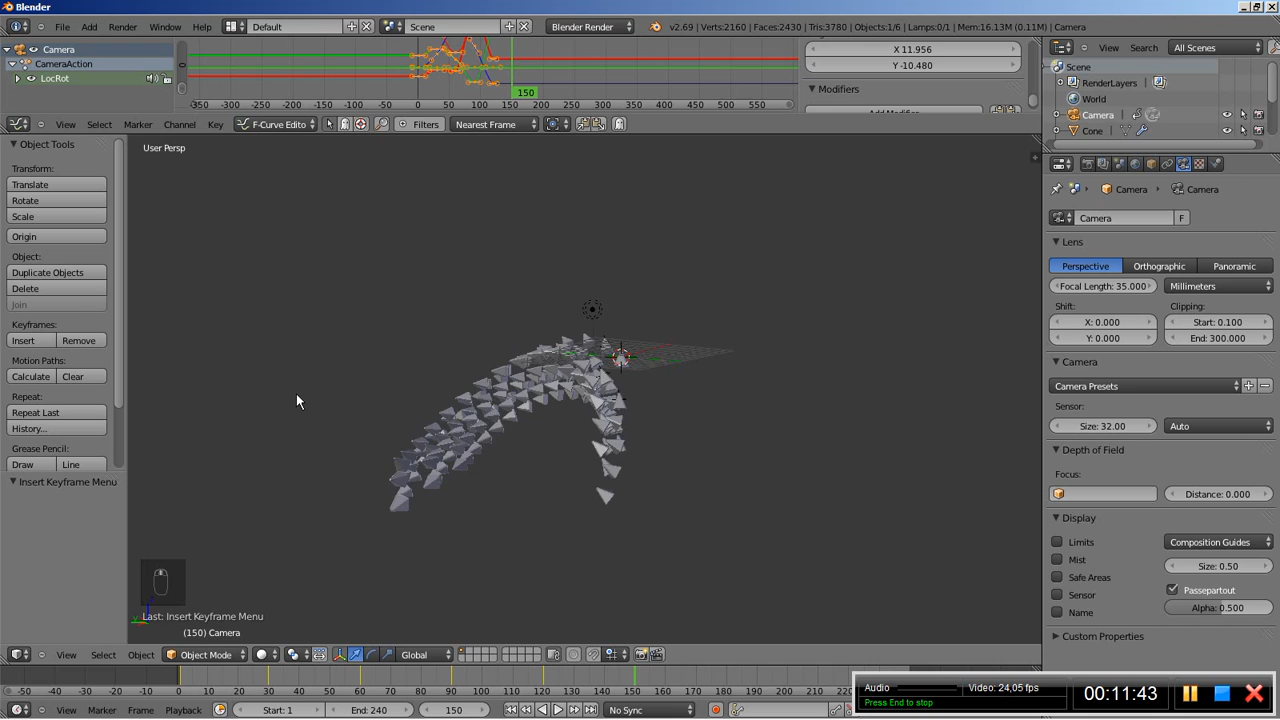 Blender
File Add Render Window Help Default Scene Blender Render v2.69 | Verts:2160 | Faces:2430 | Tris:3780 | Objects:1/6 | Lamps:0/1 | Mem:16.13M (0.11M) | Camera
Camera
CameraAction
LocRot
X 11.956
Y -10.480
Modifiers
150
-50 0 50 100 150 200 250 300 350 400 450 500 550
View Select Marker Channel Key F-Curve Edito Filters Nearest Frame
View Search All Scenes
Scene
RenderLayers
World
Camera
Cone
Object Tools
Transform:
Translate
Rotate
Scale
Origin
Object:
Duplicate Objects
Delete
Join
Keyframes:
Insert Remove
Motion Paths:
Calculate Clear
Repeat:
Repeat Last
History...
Grease Pencil:
Draw Line
Insert Keyframe Menu
User Persp
Last: Insert Keyframe Menu
(150) Camera
Camera Camera
Camera F
Lens
Perspective Orthographic Panoramic
Focal Length: 35.000 Millimeters
Shift: Clipping:
X: 0.000 Start: 0.100
Y: 0.000 End: 300.000
Camera
Camera Presets
Sensor:
Size: 32.00 Auto
Depth of Field
Focus:
Distance: 0.000
Display
Limits Composition Guides
Mist Size: 0.50
Safe Areas Passepartout
Sensor Alpha: 0.500
Name
Custom Properties
View Select Object Object Mode Global
-50 -40 -30 -20 -10 0 10 20 30 40 50 60 70 80 90 100 110 120 130 140 150 160 170 180 190 200 210
View Marker Frame Playback Start: 1 End: 240 150 No Sync
Audio Video: 24,05 fps
Press End to stop
00:11:43